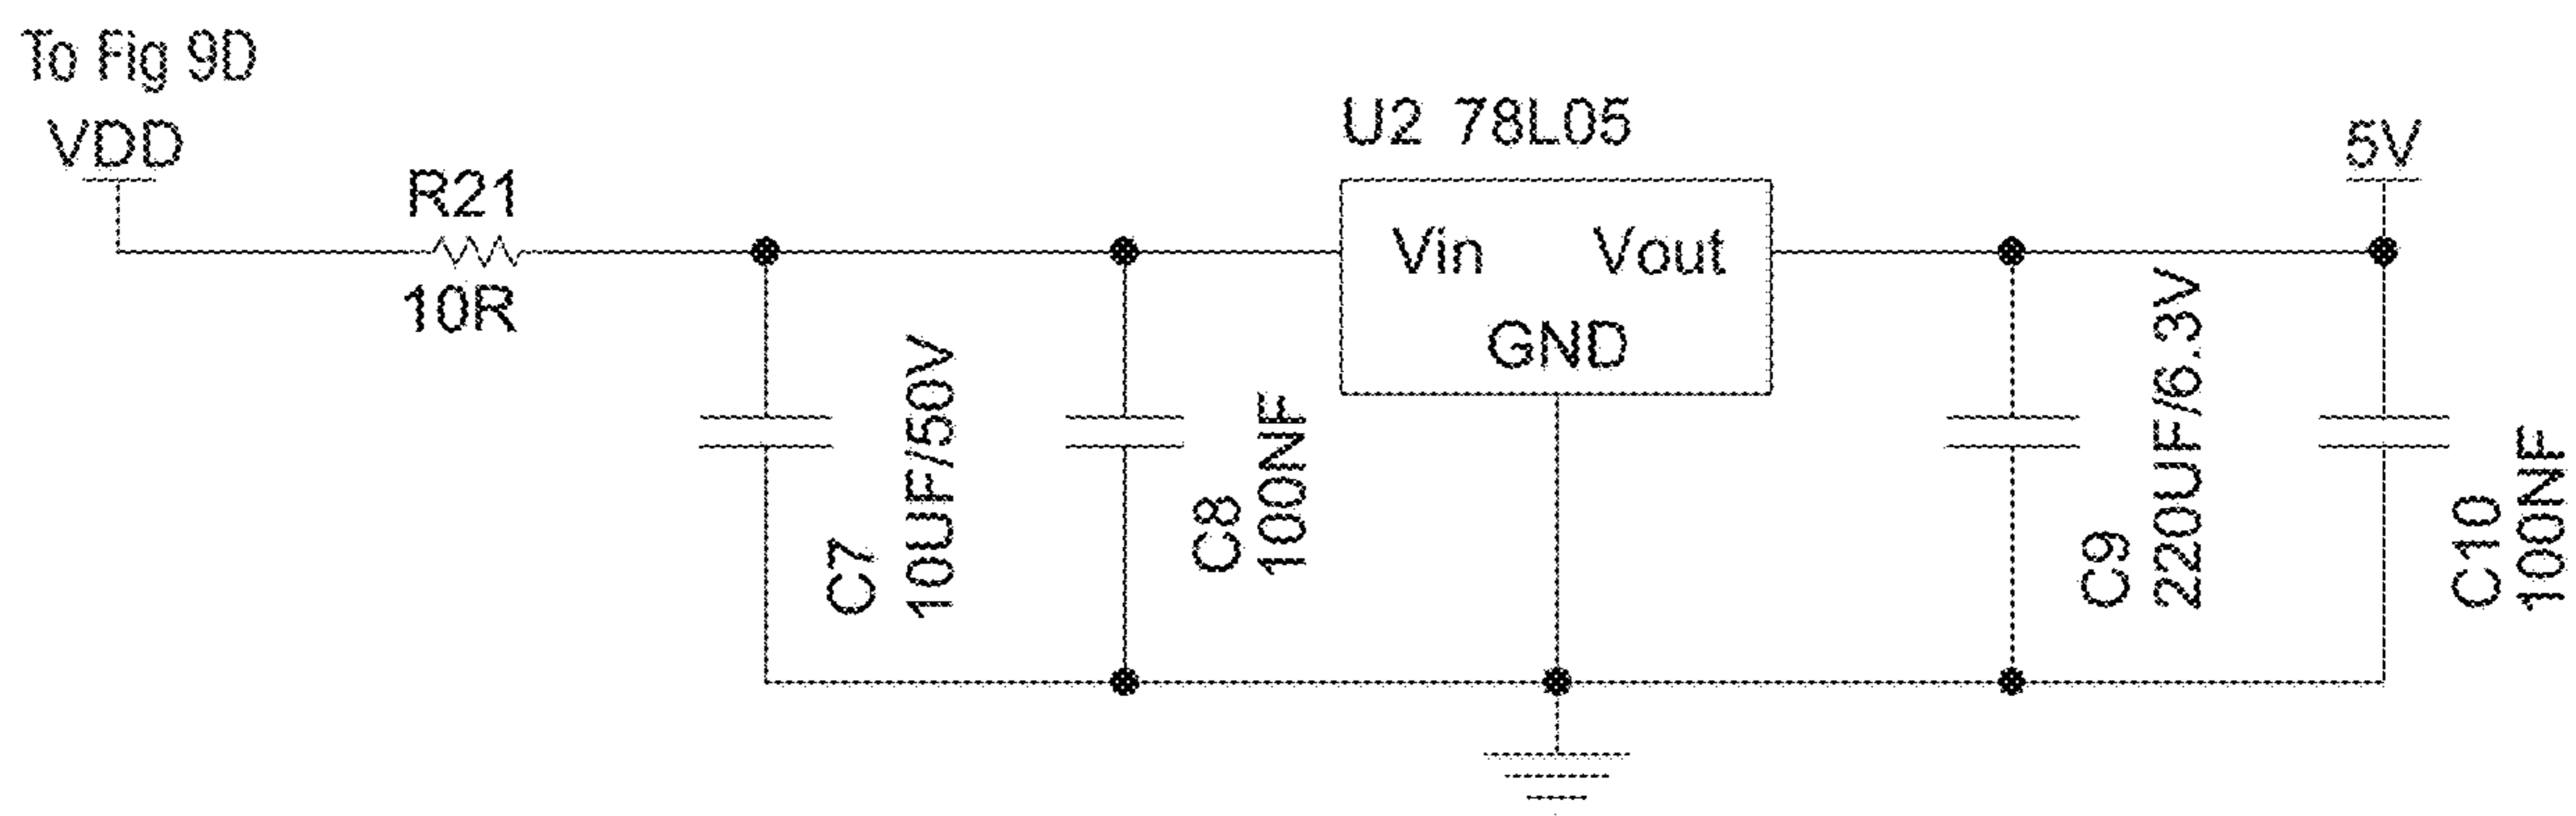 To Fig 9D
VDD
R21
10R
U2 78L05
Vin Vout
GND
5V
C7
10UF/50V
C8
100NF
C9
220UF/6.3V
C10
100NF